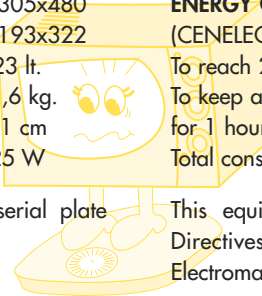 305x480
193x322
23 lt.
,6 kg.
1 cm
25 W
serial plate
ENERGY
(CENELEC
To reach 2
To keep a
for 1 hour
Total cons
This equi
Directives
Electroma